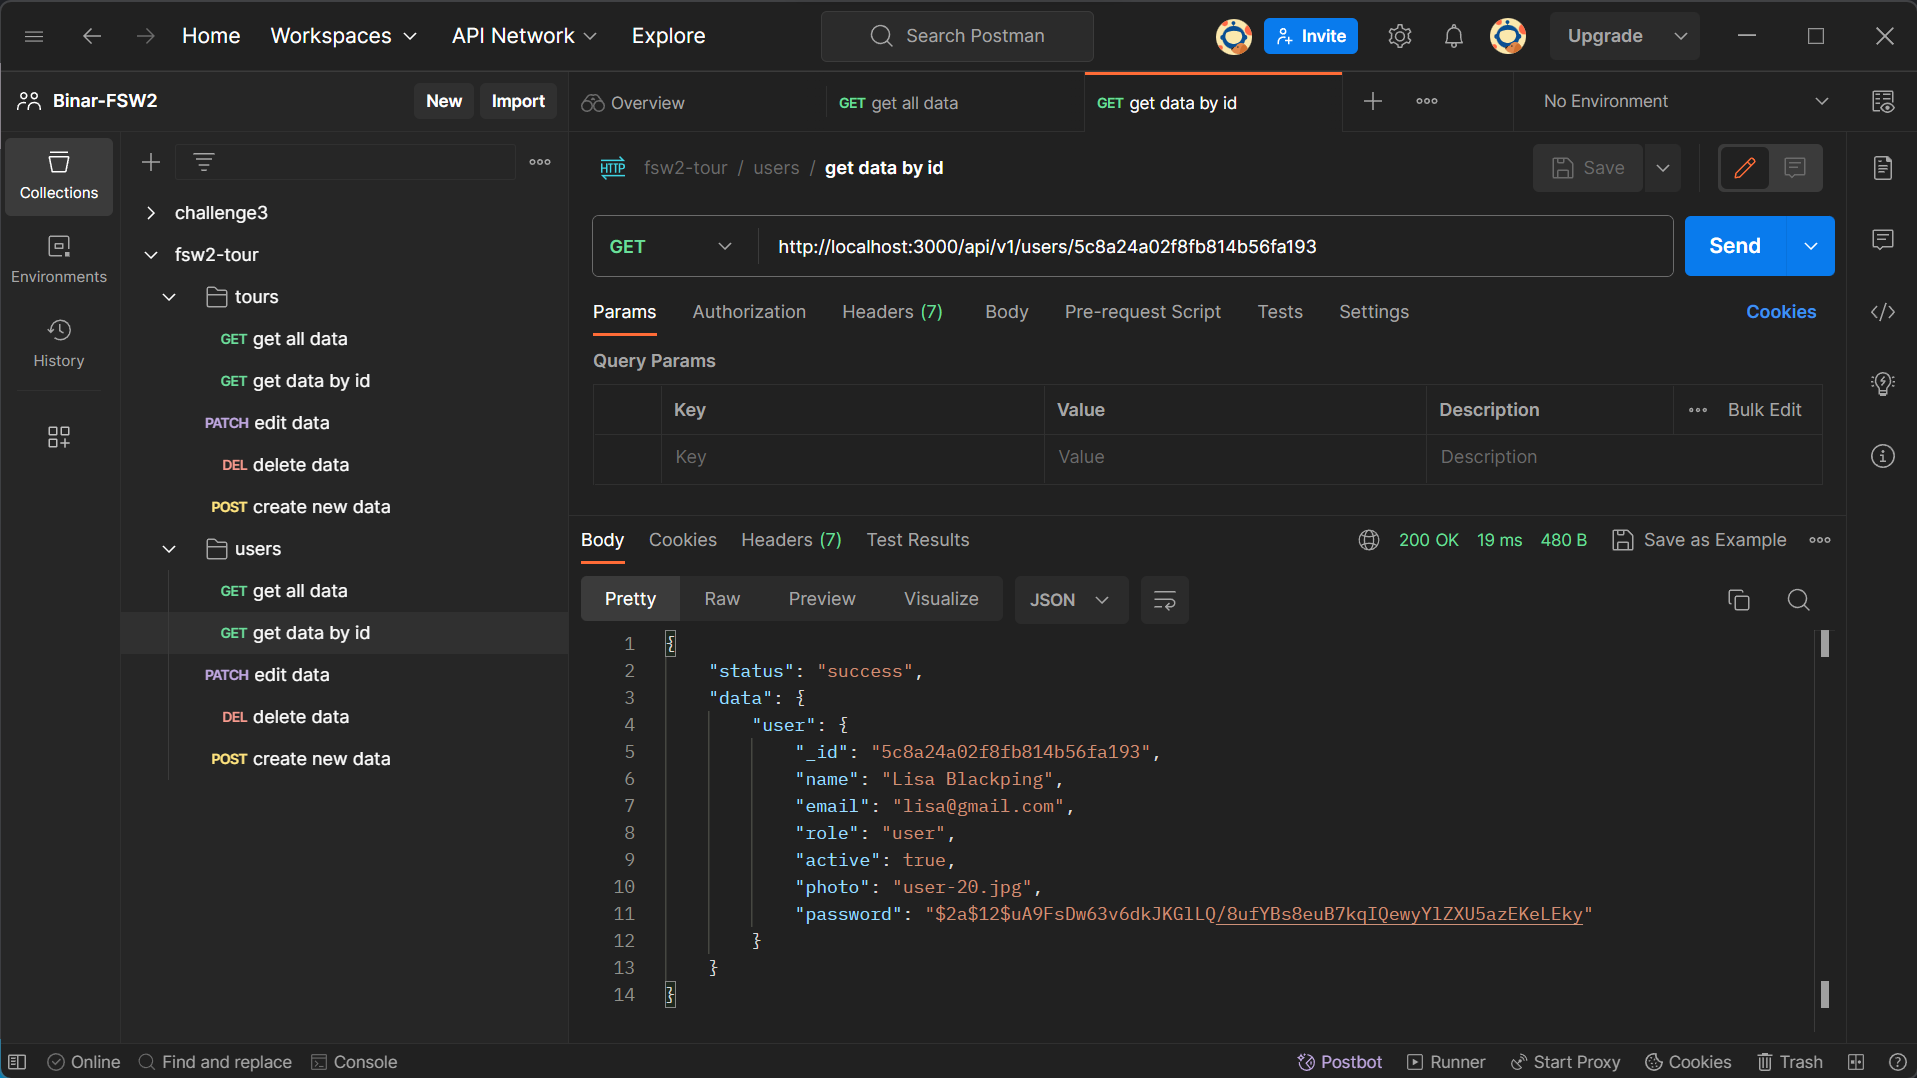 Home Workspaces API Network Explore Search Postman Invite Upgrade
Binar-FSW2 New Import Overview GET get all data GET get data by id No Environment
Collections
Environments
History
challenge3
fsw2-tour
tours
GET get all data
GET get data by id
PATCH edit data
DEL delete data
POST create new data
users
GET get all data
GET get data by id
PATCH edit data
DEL delete data
POST create new data
HTTP fsw2-tour / users / get data by id Save
GET http://localhost:3000/api/v1/users/5c8a24a02f8fb814b56fa193 Send
Params Authorization Headers (7) Body Pre-request Script Tests Settings Cookies
Query Params
Key Value Description Bulk Edit
Key Value Description
Body Cookies Headers (7) Test Results 200 OK 19 ms 480 B Save as Example
Pretty Raw Preview Visualize JSON
1 {
2 "status": "success",
3 "data": {
4 "user": {
5 "_id": "5c8a24a02f8fb814b56fa193",
6 "name": "Lisa Blackping",
7 "email": "lisa@gmail.com",
8 "role": "user",
9 "active": true,
10 "photo": "user-20.jpg",
11 "password": "$2a$12$uA9FsDw63v6dkJKGlLQ/8ufYBs8euB7kqIQewyYlZXU5azEKeLEky"
12 }
13 }
14 }
Online Find and replace Console Postbot Runner Start Proxy Cookies Trash